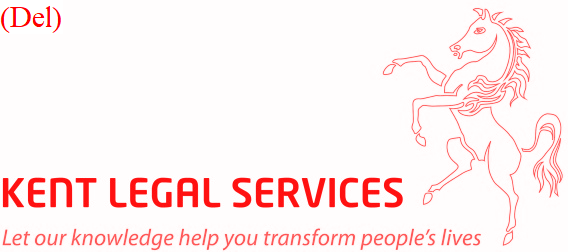 (Del)
KENT LEGAL SERVICES
Let our knowledge help you transform people's lives